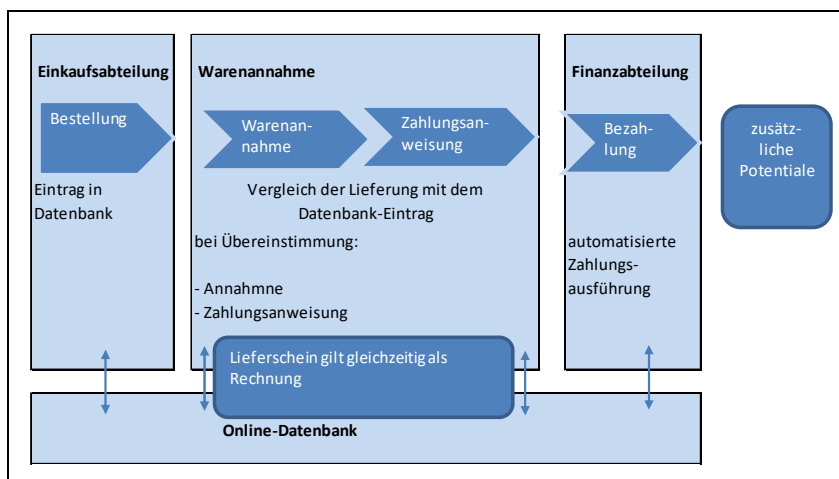 Einkaufsabteilung
Bestellung
Eintrag in
Datenbank
Warenannahme
Warenan-
nahme
Zahlungsan-
weisung
Vergleich der Lieferung mit dem
Datenbank-Eintrag
bei Übereinstimmung:
- Annahmne
- Zahlungsanweisung
Lieferschein gilt gleichzeitig als
Rechnung
Finanzabteilung
Bezah-
lung
automatisierte
Zahlungs-
ausführung
zusätz-
liche
Potentiale
Online-Datenbank